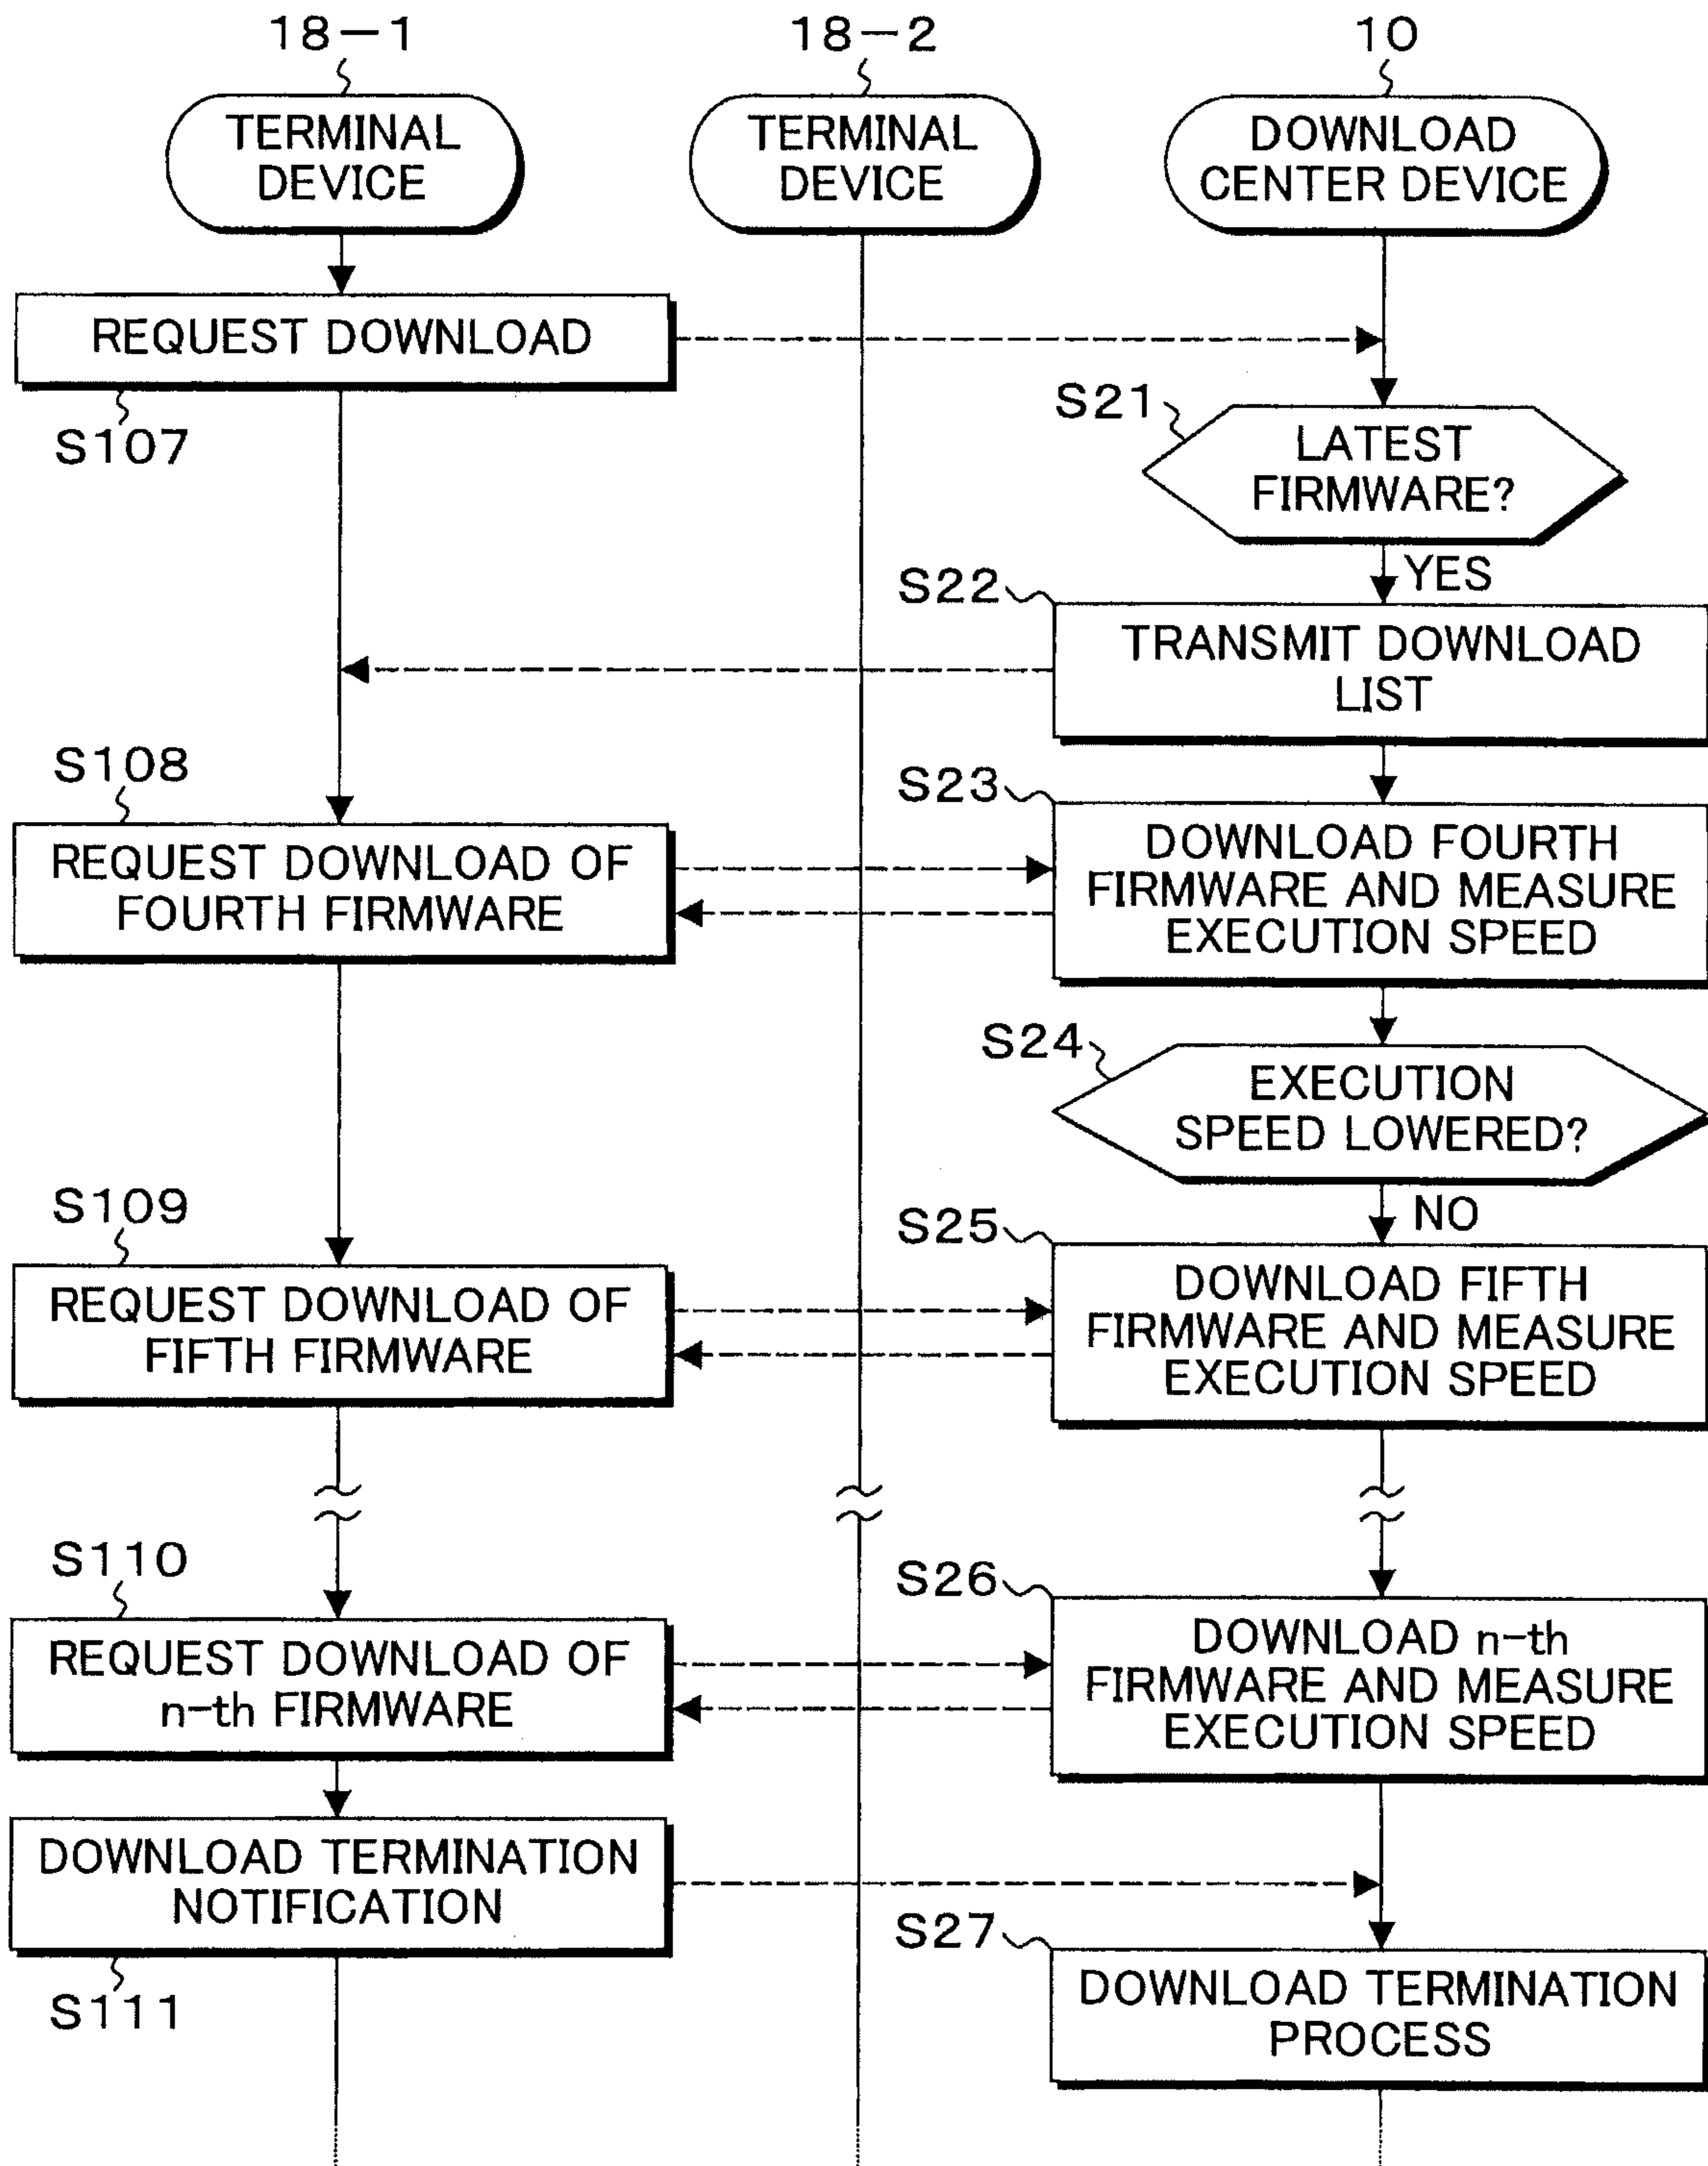 18-1
18-2
10
TERMINAL
DEVICE
TERMINAL
DEVICE
DOWNLOAD
CENTER DEVICE
REQUEST DOWNLOAD
S107
S21
LATEST
FIRMWARE?
YES
S22
TRANSMIT DOWNLOAD
LIST
S108
REQUEST DOWNLOAD OF
FOURTH FIRMWARE
S23
DOWNLOAD FOURTH
FIRMWARE AND MEASURE
EXECUTION SPEED
S24
EXECUTION
SPEED LOWERED?
NO
S109
REQUEST DOWNLOAD OF
FIFTH FIRMWARE
S25
DOWNLOAD FIFTH
FIRMWARE AND MEASURE
EXECUTION SPEED
S110
REQUEST DOWNLOAD OF
n-th FIRMWARE
S26
DOWNLOAD n-th
FIRMWARE AND MEASURE
EXECUTION SPEED
DOWNLOAD TERMINATION
NOTIFICATION
S111
S27
DOWNLOAD TERMINATION
PROCESS